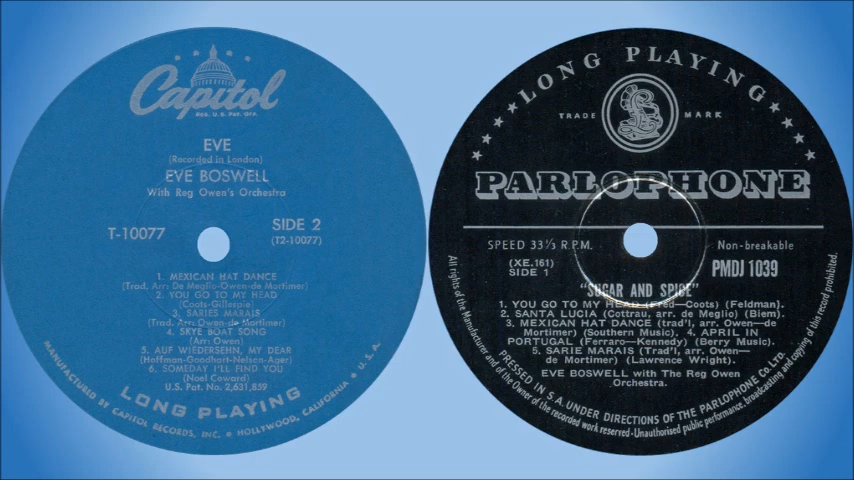 Capitol
REG. U.S. PAT. OFF.
EVE
(Recorded in London)
EVE BOSWELL
With Reg Owen's Orchestra
T-10077
SIDE 2
(T2-10077)
1. MEXICAN HAT DANCE
(Trad. Arr: De Meglio-Owen-de Mortimer)
2. YOU GO TO MY HEAD
(Coots-Gillespie)
3. SARIES MARAIS
(Trad. Arr: Owen-de Mortimer)
4. SKYE BOAT SONG
(Arr: Owen)
5. AUF WIEDERSEHN, MY DEAR
(Hoffman-Goodhart-Nelson-Ager)
6. SOMEDAY I'LL FIND YOU
(Noel Coward)
U.S. Pat. No. 2,631,859
LONG PLAYING
MANUFACTURED BY CAPITOL RECORDS, INC. • HOLLYWOOD, CALIFORNIA • U.S.A.
LONG PLAYING
TRADE MARK
PARLOPHONE
SPEED 33⅓ R.P.M.
Non-breakable
(XE.161)
SIDE 1
PMDJ 1039
"SUGAR AND SPICE"
1. YOU GO TO MY HEAD (Fred—Coots) (Feldman).
2. SANTA LUCIA (Cottrau, arr. de Meglio) (Biem).
3. MEXICAN HAT DANCE (trad'l, arr. Owen—de
Mortimer) (Southern Music). 4. APRIL IN
PORTUGAL (Ferraro—Kennedy) (Berry Music).
5. SARIE MARAIS (Trad'l, arr. Owen—
de Mortimer) (Lawrence Wright).
EVE BOSWELL with The Reg Owen
Orchestra.
PRESSED IN S.A. UNDER DIRECTIONS OF THE PARLOPHONE CO. LTD.
All rights of the Manufacturer and of the Owner of the recorded work reserved - Unauthorised public performance, broadcasting and copying of this record prohibited.